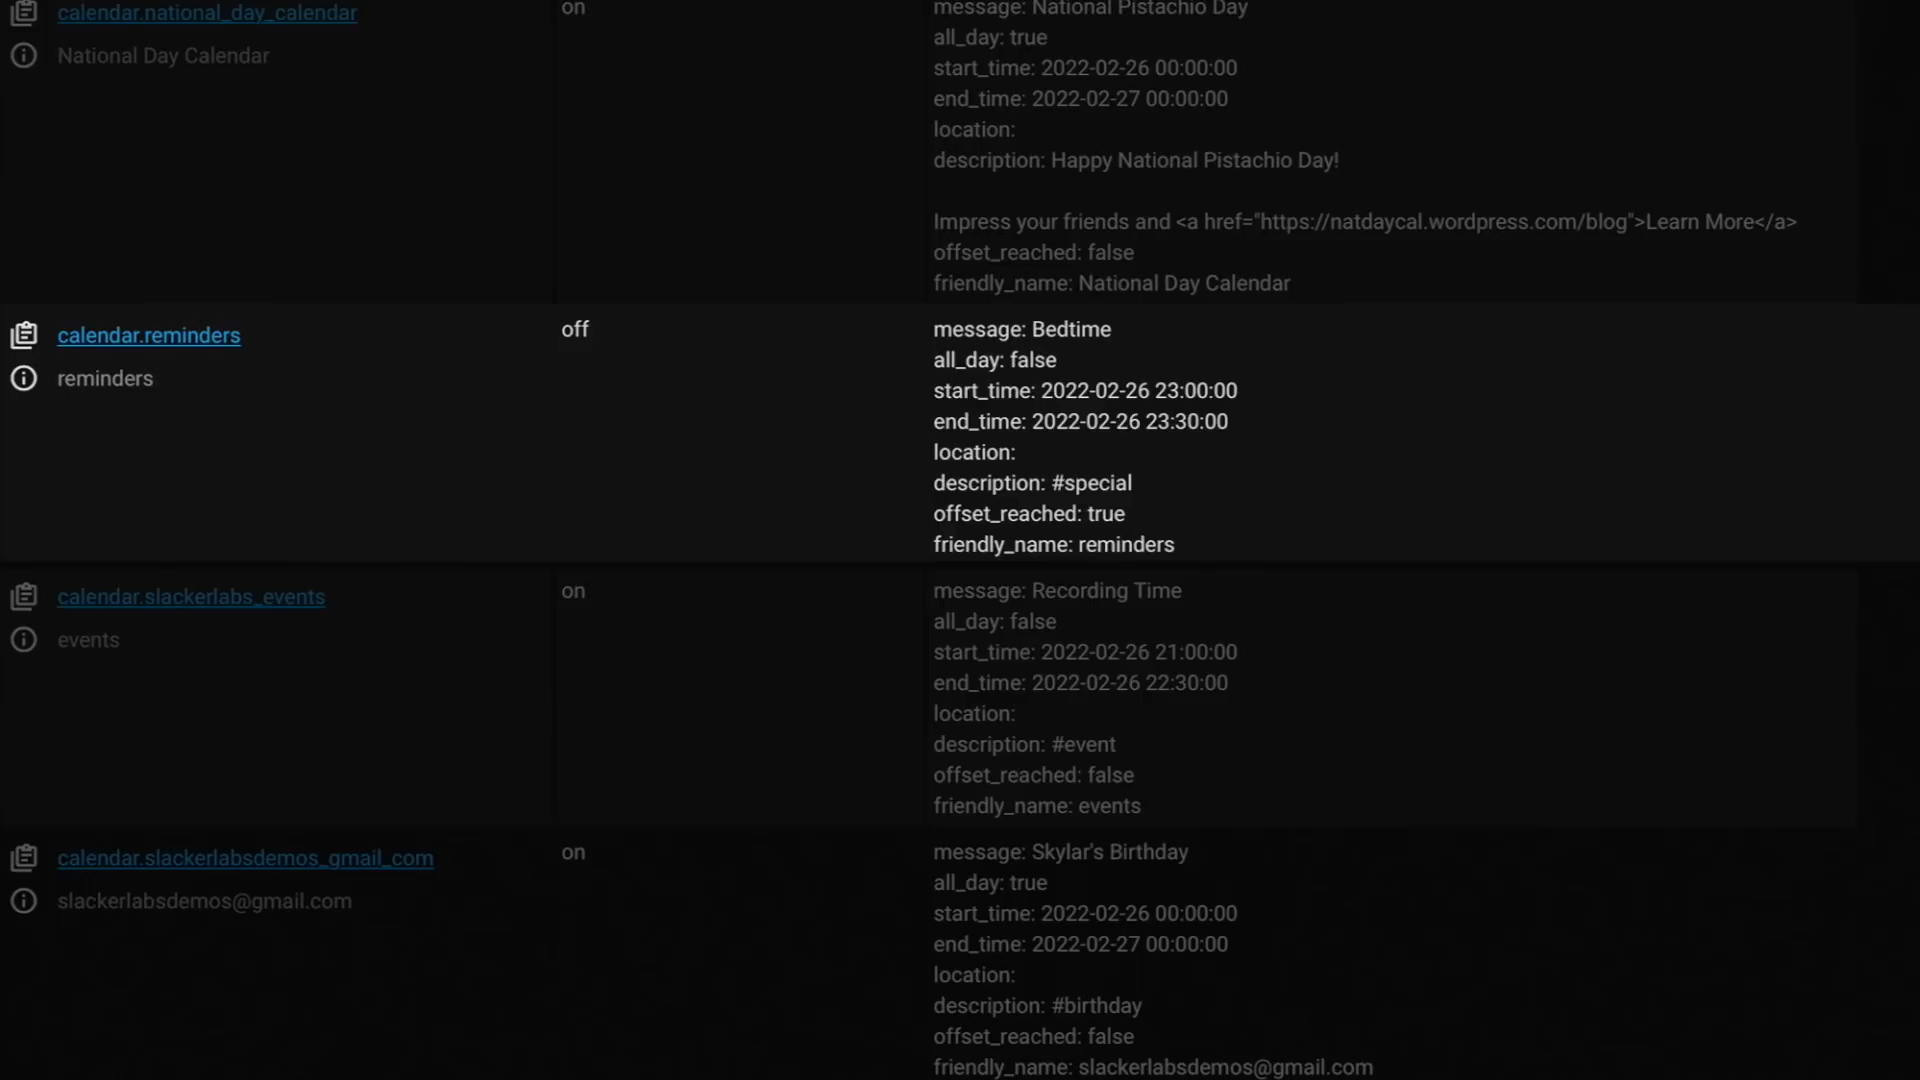 calendar.national_day_calendar
National Day Calendar
on
message: National Pistachio Day
all_day: true
start_time: 2022-02-26 00:00:00
end_time: 2022-02-27 00:00:00
location:
description: Happy National Pistachio Day!
Impress your friends and <a href="https://natdaycal.wordpress.com/blog">Learn More</a>
offset_reached: false
friendly_name: National Day Calendar
calendar.reminders
reminders
off
message: Bedtime
all_day: false
start_time: 2022-02-26 23:00:00
end_time: 2022-02-26 23:30:00
location:
description: #special
offset_reached: true
friendly_name: reminders
calendar.slackerlabs_events
events
on
message: Recording Time
all_day: false
start_time: 2022-02-26 21:00:00
end_time: 2022-02-26 22:30:00
location:
description: #event
offset_reached: false
friendly_name: events
calendar.slackerlabsdemos_gmail_com
slackerlabsdemos@gmail.com
on
message: Skylar's Birthday
all_day: true
start_time: 2022-02-26 00:00:00
end_time: 2022-02-27 00:00:00
location:
description: #birthday
offset_reached: false
friendly_name: slackerlabsdemos@gmail.com